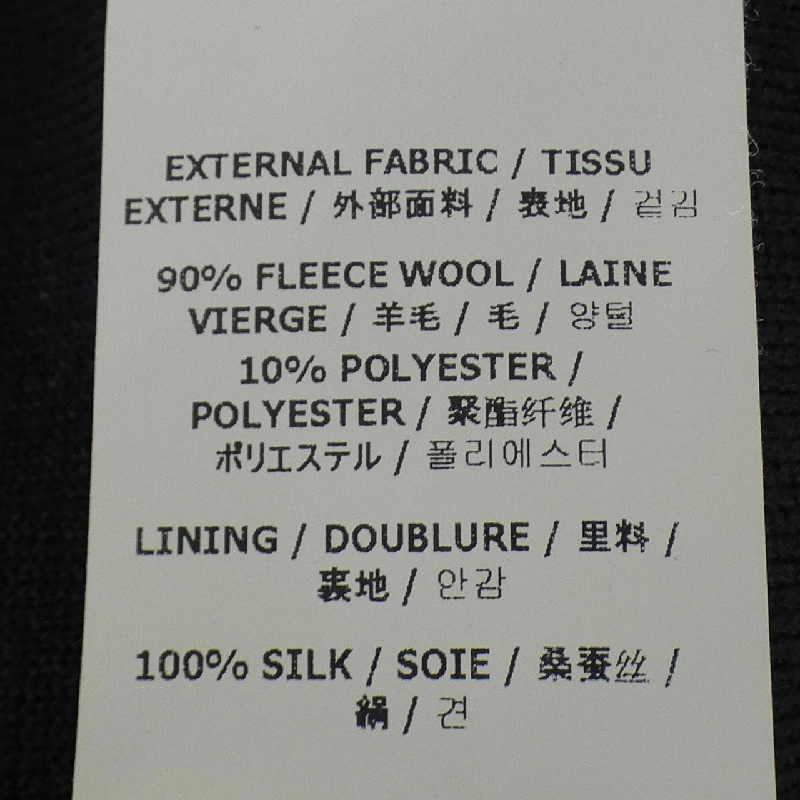 EXTERNAL FABRIC / TISSU
EXTERNE / 外部面料 / 表地 / 겉감
90% FLEECE WOOL / LAINE
VIERGE / 羊毛 / 毛 / 양털
10% POLYESTER /
POLYESTER / 聚酯纤维 /
ポリエステル / 폴리에스터
LINING / DOUBLURE / 里料 /
裏地 / 안감
100% SILK / SOIE / 桑蚕丝 /
絹 / 견